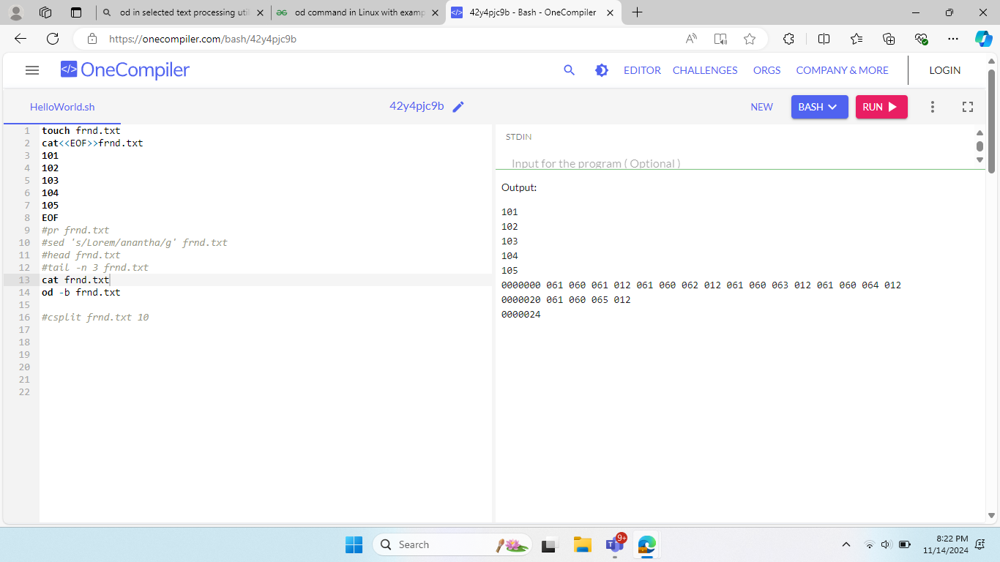 od in selected text processing uti
od command in Linux with examp
42y4pjc9b - Bash - OneCompiler
https://onecompiler.com/bash/42y4pjc9b
</> OneCompiler
EDITOR CHALLENGES ORGS COMPANY & MORE LOGIN
HelloWorld.sh
42y4pjc9b
NEW BASH RUN
1 touch frnd.txt
2 cat<<EOF>>frnd.txt
3 101
4 102
5 103
6 104
7 105
8 EOF
9 #pr frnd.txt
10 #sed 's/Lorem/anantha/g' frnd.txt
11 #head frnd.txt
12 #tail -n 3 frnd.txt
13 cat frnd.txt
14 od -b frnd.txt
15
16 #csplit frnd.txt 10
17
18
19
20
21
22
STDIN
Input for the program ( Optional )
Output:
101
102
103
104
105
0000000 061 060 061 012 061 060 062 012 061 060 063 012 061 060 064 012
0000020 061 060 065 012
0000024
Search
9+
8:22 PM
11/14/2024